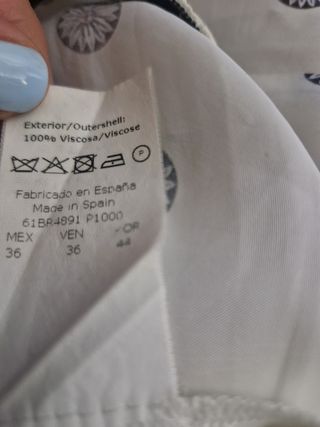 Exterior/Outershell:
100% Viscosa/Viscose
P
Fabricado en España
Made in Spain
61BR4891 P1000
MEX VEN
36 36 44